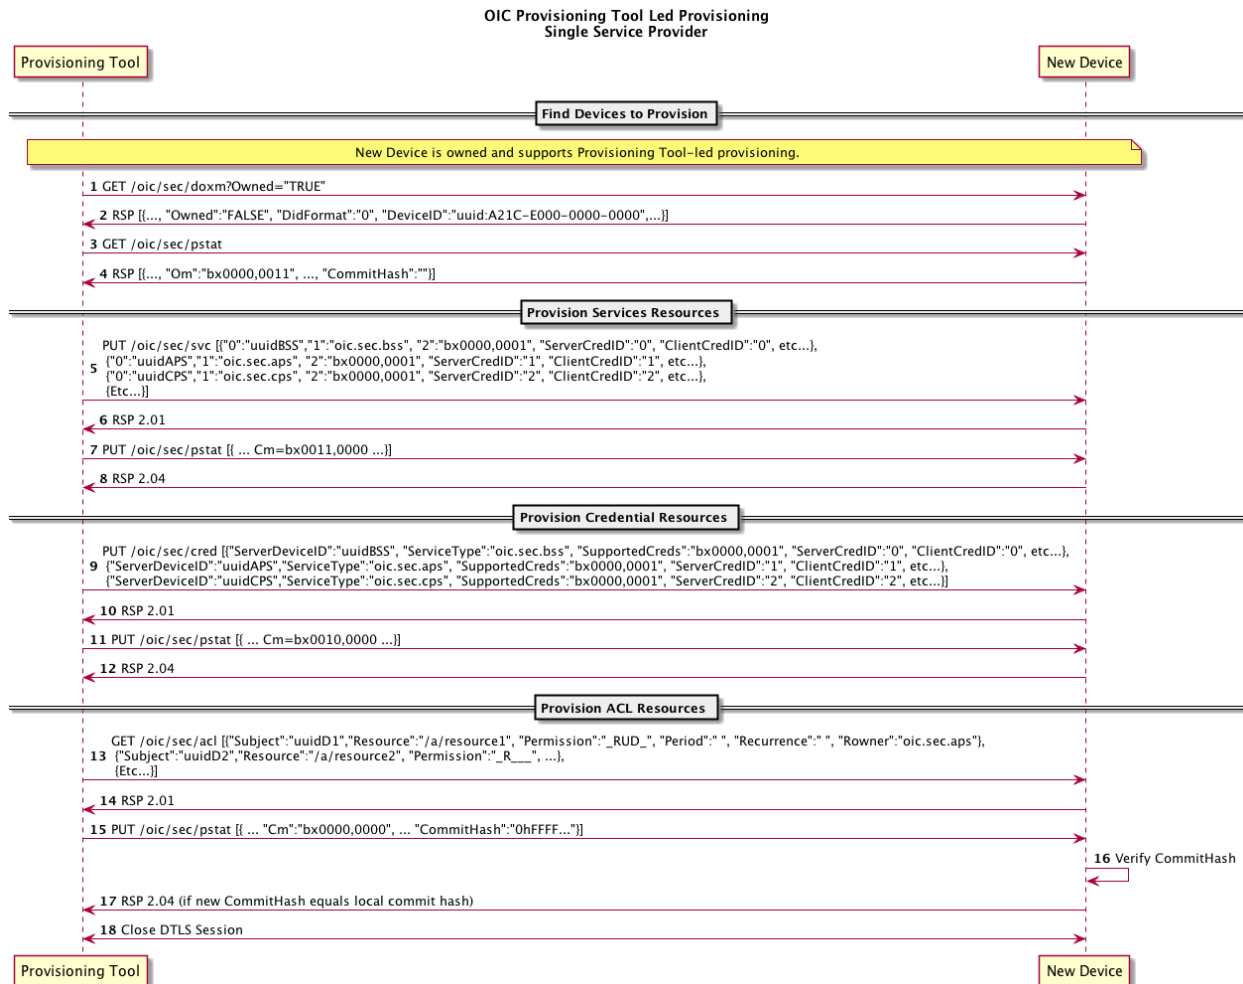 OIC Provisioning Tool Led Provisioning
Single Service Provider
Provisioning Tool
New Device
Find Devices to Provision
New Device is owned and supports Provisioning Tool-led provisioning.
1 GET /oic/sec/doxm?Owned="TRUE"
2 RSP [{..., "Owned":"FALSE", "DidFormat":"0", "DeviceID":"uuid:A21C-E000-0000-0000",...}]
3 GET /oic/sec/pstat
4 RSP [{..., "Om":"bx0000,0011", ..., "CommitHash":""}]
Provision Services Resources
PUT /oic/sec/svc [{"0":"uuidBSS","1":"oic.sec.bss", "2":"bx0000,0001", "ServerCredID":"0", "ClientCredID":"0", etc...},
{"0":"uuidAPS","1":"oic.sec.aps", "2":"bx0000,0001", "ServerCredID":"1", "ClientCredID":"1", etc...},
5 {"0":"uuidCPS","1":"oic.sec.cps", "2":"bx0000,0001", "ServerCredID":"2", "ClientCredID":"2", etc...},
{Etc...}]
6 RSP 2.01
7 PUT /oic/sec/pstat [{ ... Cm=bx0011,0000 ...}]
8 RSP 2.04
Provision Credential Resources
PUT /oic/sec/cred [{"ServerDeviceID":"uuidBSS", "ServiceType":"oic.sec.bss", "SupportedCreds":"bx0000,0001", "ServerCredID":"0", "ClientCredID":"0", etc...},
9 {"ServerDeviceID":"uuidAPS","ServiceType":"oic.sec.aps", "SupportedCreds":"bx0000,0001", "ServerCredID":"1", "ClientCredID":"1", etc...},
{"ServerDeviceID":"uuidCPS","ServiceType":"oic.sec.cps", "SupportedCreds":"bx0000,0001", "ServerCredID":"2", "ClientCredID":"2", etc...}]
10 RSP 2.01
11 PUT /oic/sec/pstat [{ ... Cm=bx0010,0000 ...}]
12 RSP 2.04
Provision ACL Resources
GET /oic/sec/acl [{"Subject":"uuidD1","Resource":"/a/resource1", "Permission":"_RUD_", "Period":" ", "Recurrence":" ", "Rowner":"oic.sec.aps"},
13 {"Subject":"uuidD2","Resource":"/a/resource2", "Permission":"_R___", ...},
{Etc...}]
14 RSP 2.01
15 PUT /oic/sec/pstat [{ ... "Cm":"bx0000,0000", ... "CommitHash":"0hFFFF..."}]
16 Verify CommitHash
17 RSP 2.04 (if new CommitHash equals local commit hash)
18 Close DTLS Session
Provisioning Tool
New Device